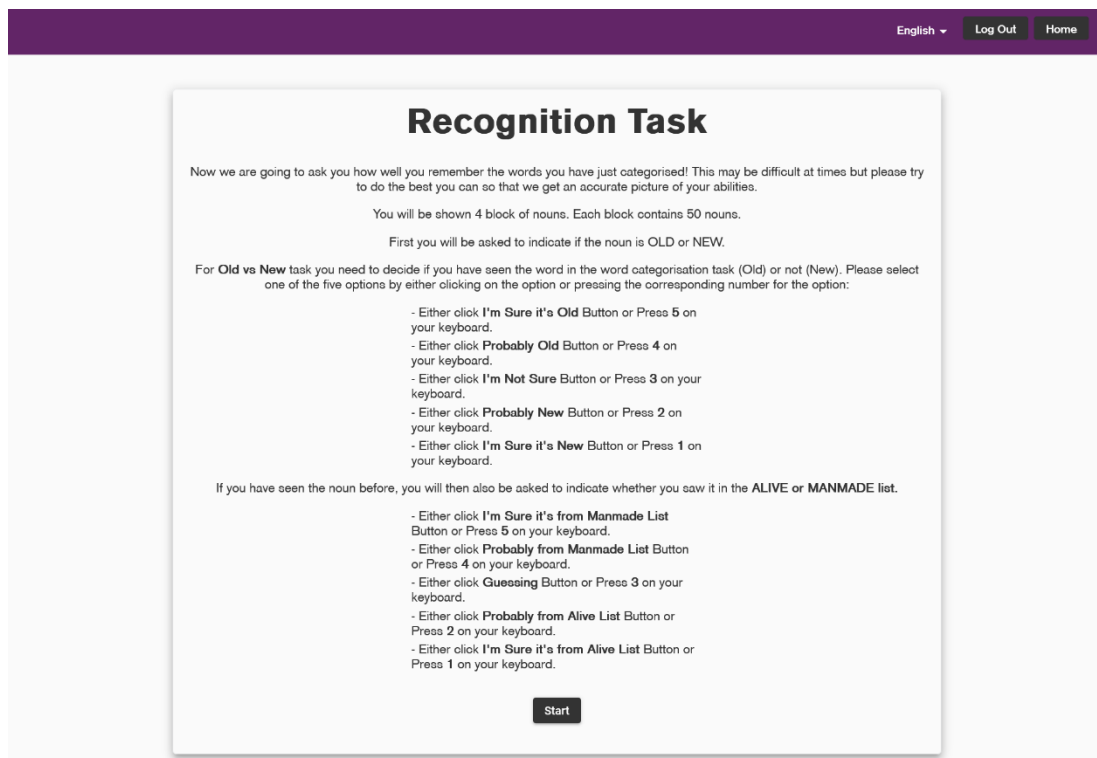 English
Log Out
Home
Recognition Task
Now we are going to ask you how well you remember the words you have just categorised! This may be difficult at times but please try
to do the best you can so that we get an accurate picture of your abilities.
You will be shown 4 block of nouns. Each block contains 50 nouns.
First you will be asked to indicate if the noun is OLD or NEW.
For Old vs New task you need to decide if you have seen the word in the word categorisation task (Old) or not (New). Please select
one of the five options by either clicking on the option or pressing the corresponding number for the option:
- Either click I'm Sure it's Old Button or Press 5 on
your keyboard.
- Either click Probably Old Button or Press 4 on
your keyboard.
- Either click I'm Not Sure Button or Press 3 on your
keyboard.
- Either click Probably New Button or Press 2 on
your keyboard.
- Either click I'm Sure it's New Button or Press 1 on
your keyboard.
If you have seen the noun before, you will then also be asked to indicate whether you saw it in the ALIVE or MANMADE list.
- Either click I'm Sure it's from Manmade List
Button or Press 5 on your keyboard.
- Either click Probably from Manmade List Button
or Press 4 on your keyboard.
- Either click Guessing Button or Press 3 on your
keyboard.
- Either click Probably from Alive List Button or
Press 2 on your keyboard.
- Either click I'm Sure it's from Alive List Button or
Press 1 on your keyboard.
Start